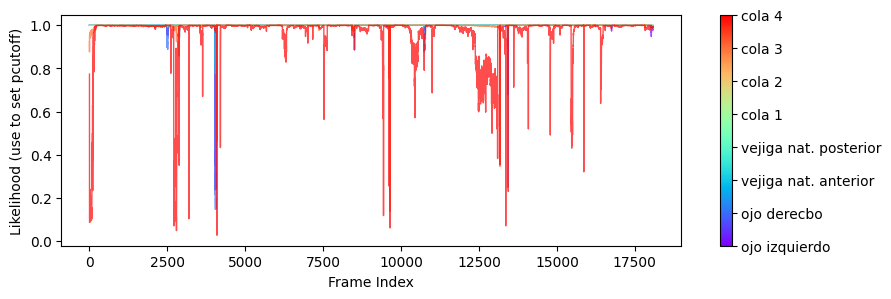 Likelihood (use to set pcutoff)
1.0
0.8
0.6
0.4
0.2
0.0
0 2500 5000 7500 10000 12500 15000 17500
Frame Index
cola 4
cola 3
cola 2
cola 1
vejiga nat. posterior
vejiga nat. anterior
ojo derecbo
ojo izquierdo